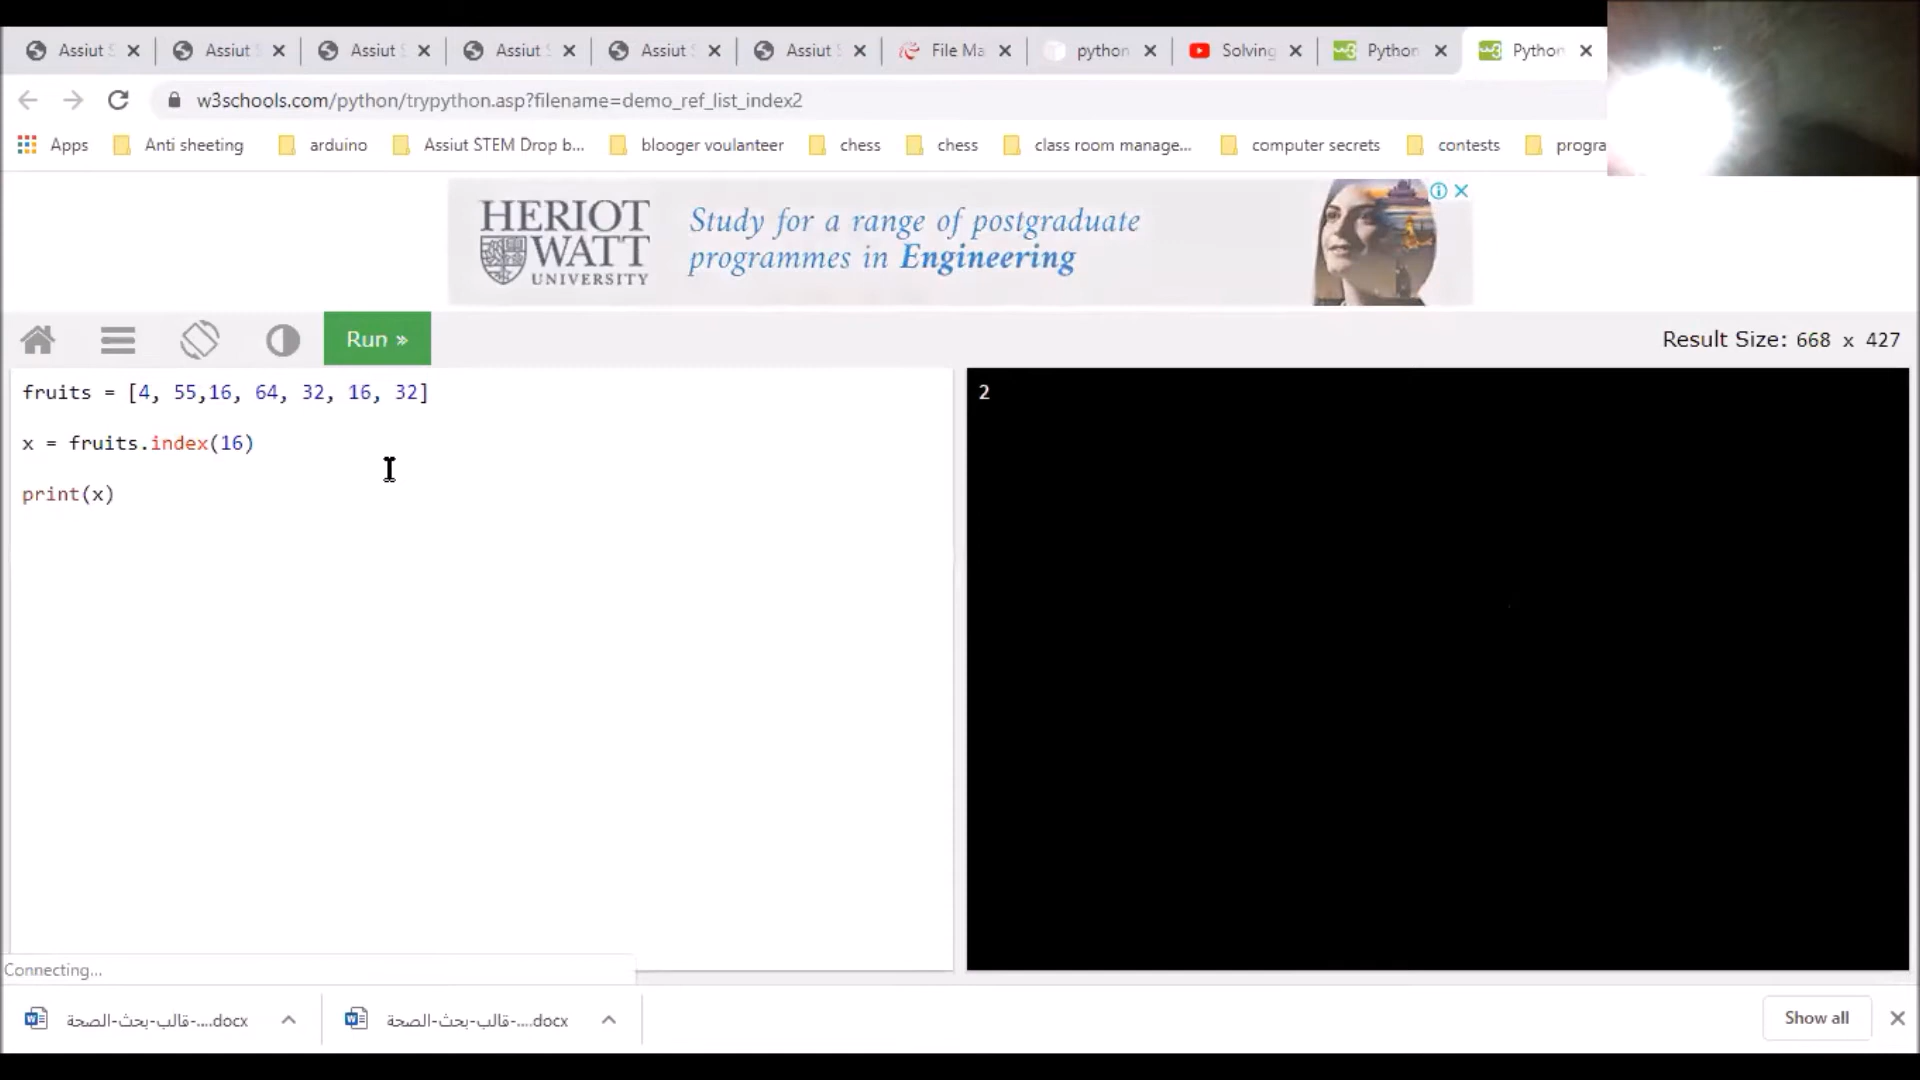 Assiut S
Assiut S
Assiut S
Assiut S
Assiut S
Assiut S
File Ma
python
Solving
Python
Python
w3schools.com/python/trypython.asp?filename=demo_ref_list_index2
Apps
Anti sheeting
arduino
Assiut STEM Drop b...
blooger voulanteer
chess
chess
class room manage...
computer secrets
contests
progra
HERIOT
WATT
UNIVERSITY
Study for a range of postgraduate
programmes in Engineering
Run »
Result Size: 668 x 427
fruits = [4, 55,16, 64, 32, 16, 32]
x = fruits.index(16)
print(x)
2
Connecting...
قالب-بحث-الصحة-....docx
قالب-بحث-الصحة-....docx
Show all